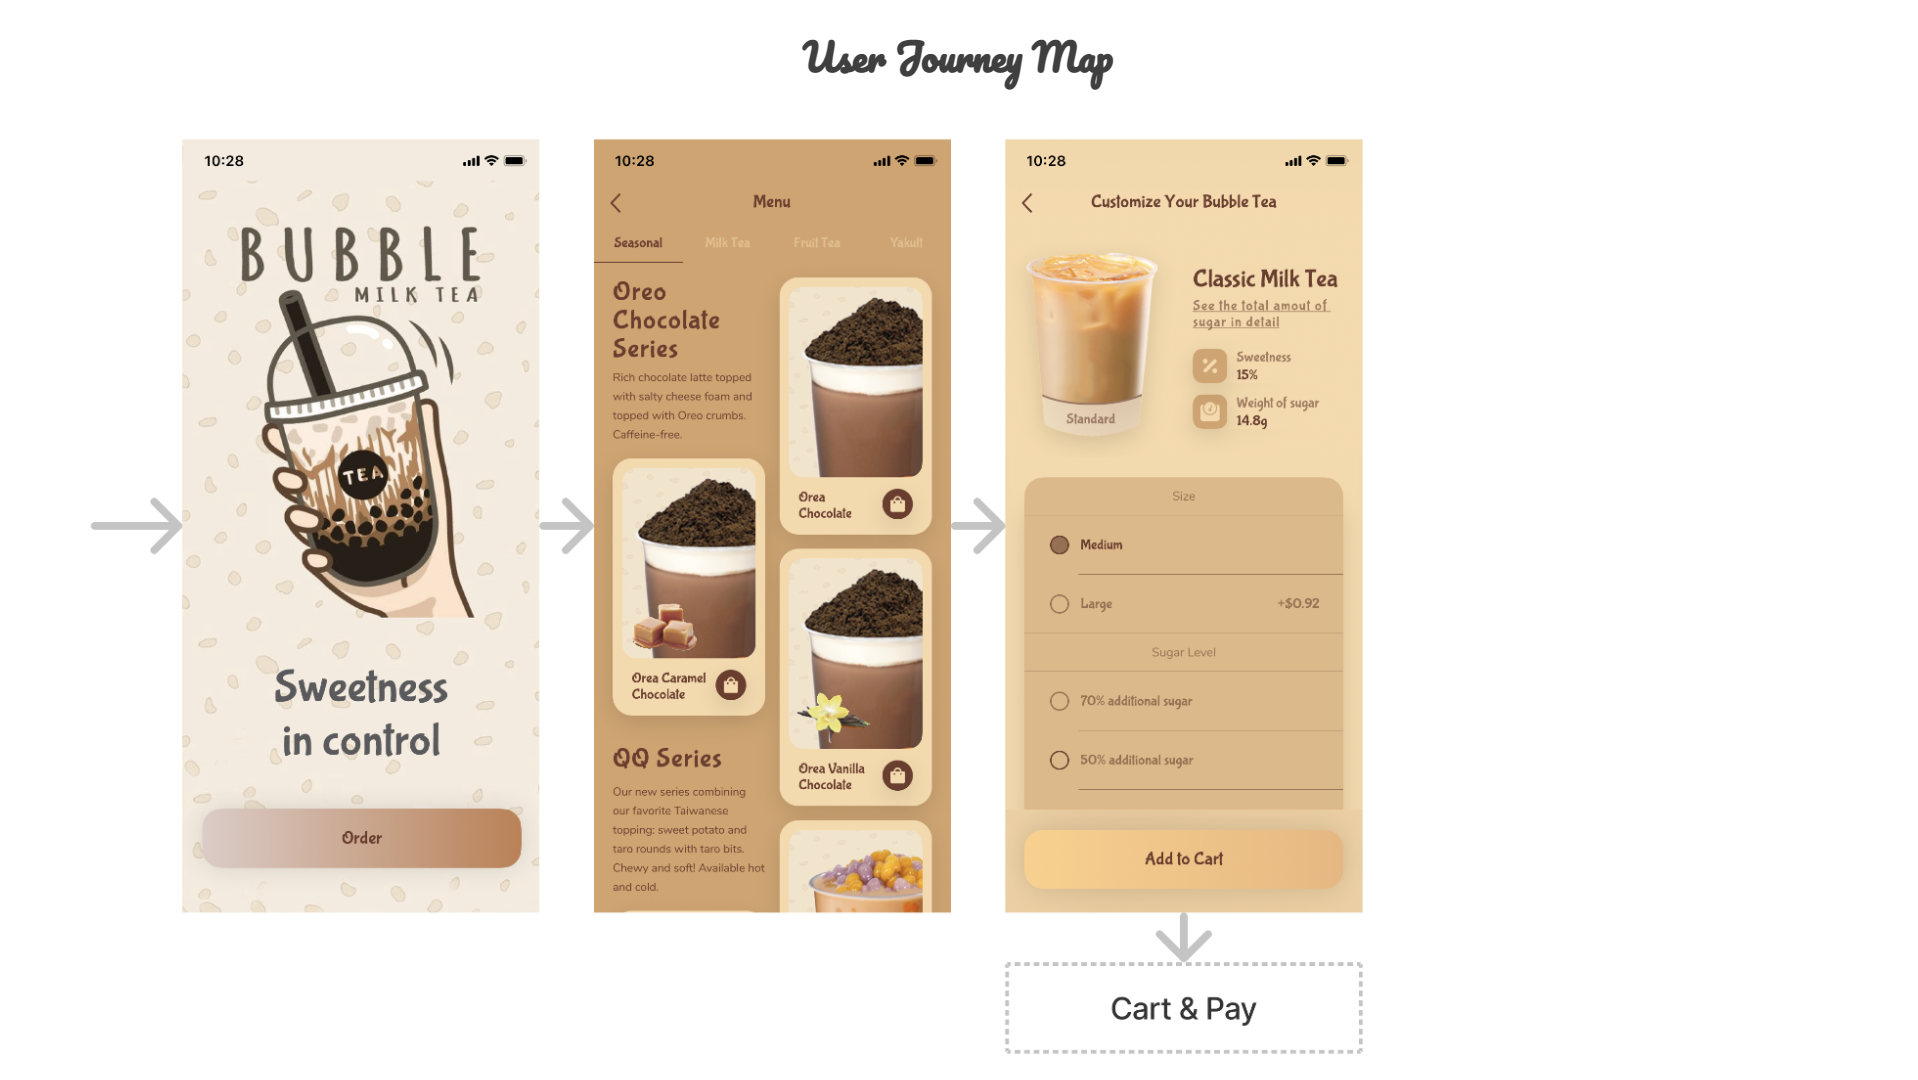 User Journey Map
10:28
BUBBLE
MILK TEA
TEA
Sweetness
in control
Order
10:28
Menu
Seasonal
Milk Tea
Fruit Tea
Yakult
Oreo
Chocolate
Series
Rich chocolate latte topped
with salty cheese foam and
topped with Oreo crumbs.
Caffeine-free.
Orea
Chocolate
Orea Caramel
Chocolate
Orea Vanilla
Chocolate
QQ Series
Our new series combining
our favorite Taiwanese
topping: sweet potato and
taro rounds with taro bits.
Chewy and soft! Available hot
and cold.
10:28
Customize Your Bubble Tea
Classic Milk Tea
See the total amout of
sugar in detail
Sweetness
15%
Weight of sugar
14.8g
Standard
Size
Medium
Large +$0.92
Sugar Level
70% additional sugar
50% additional sugar
Add to Cart
Cart & Pay